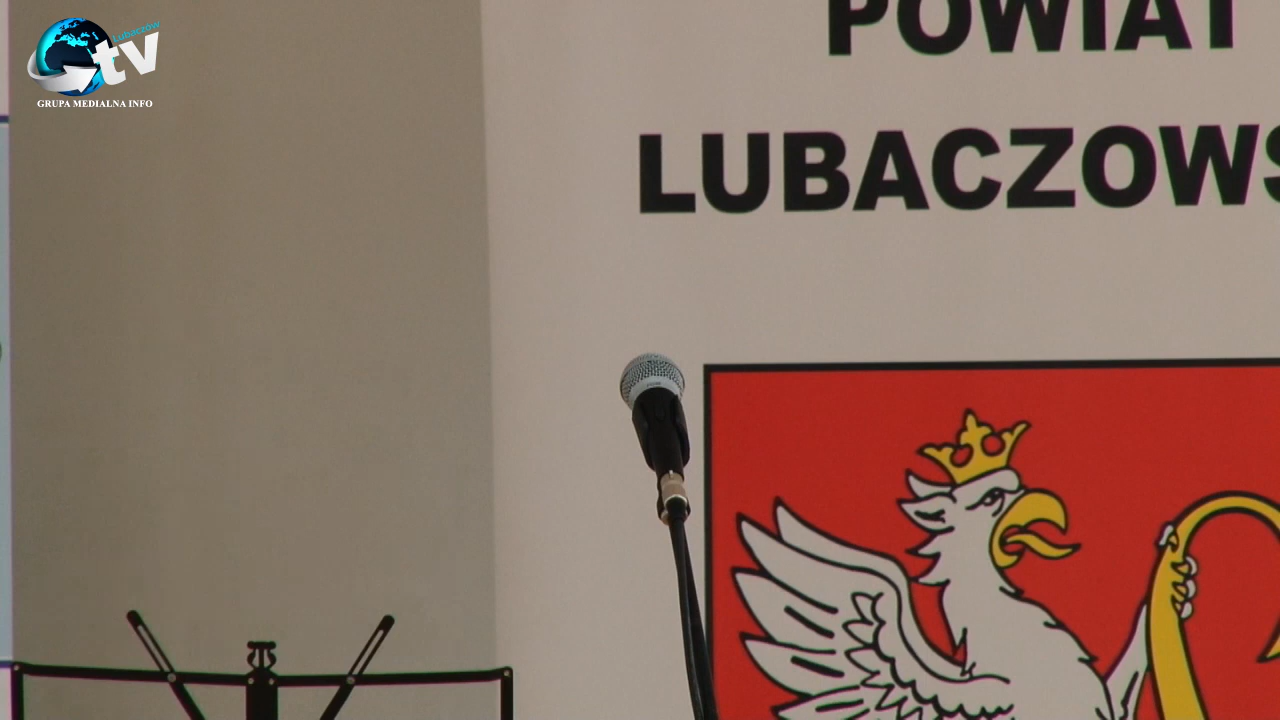 Lubaczów
tv
GRUPA MEDIALNA INFO
POWIAT
LUBACZOWS